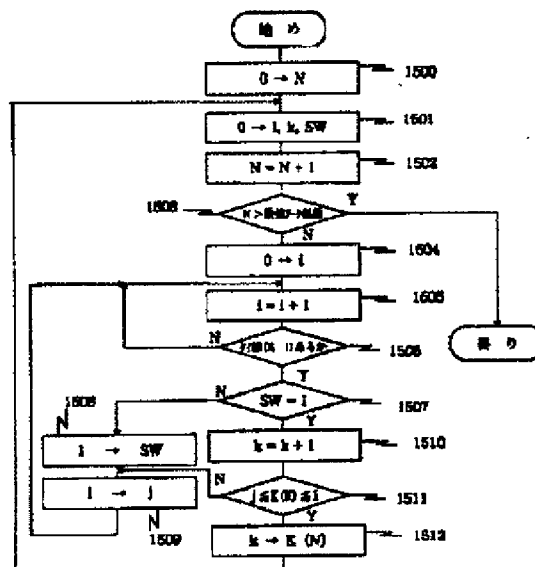 始め
0 → N
1500
0 → i, k, SW
1501
N = N + 1
1502
1503
Y
N
0 → i
1504
i = i + 1
1505
N
1506
Y
N
SW = 1
1507
Y
1508
1 → SW
k = k + 1
1510
i → j
1509
N
1511
Y
k → K (N)
1512
終り